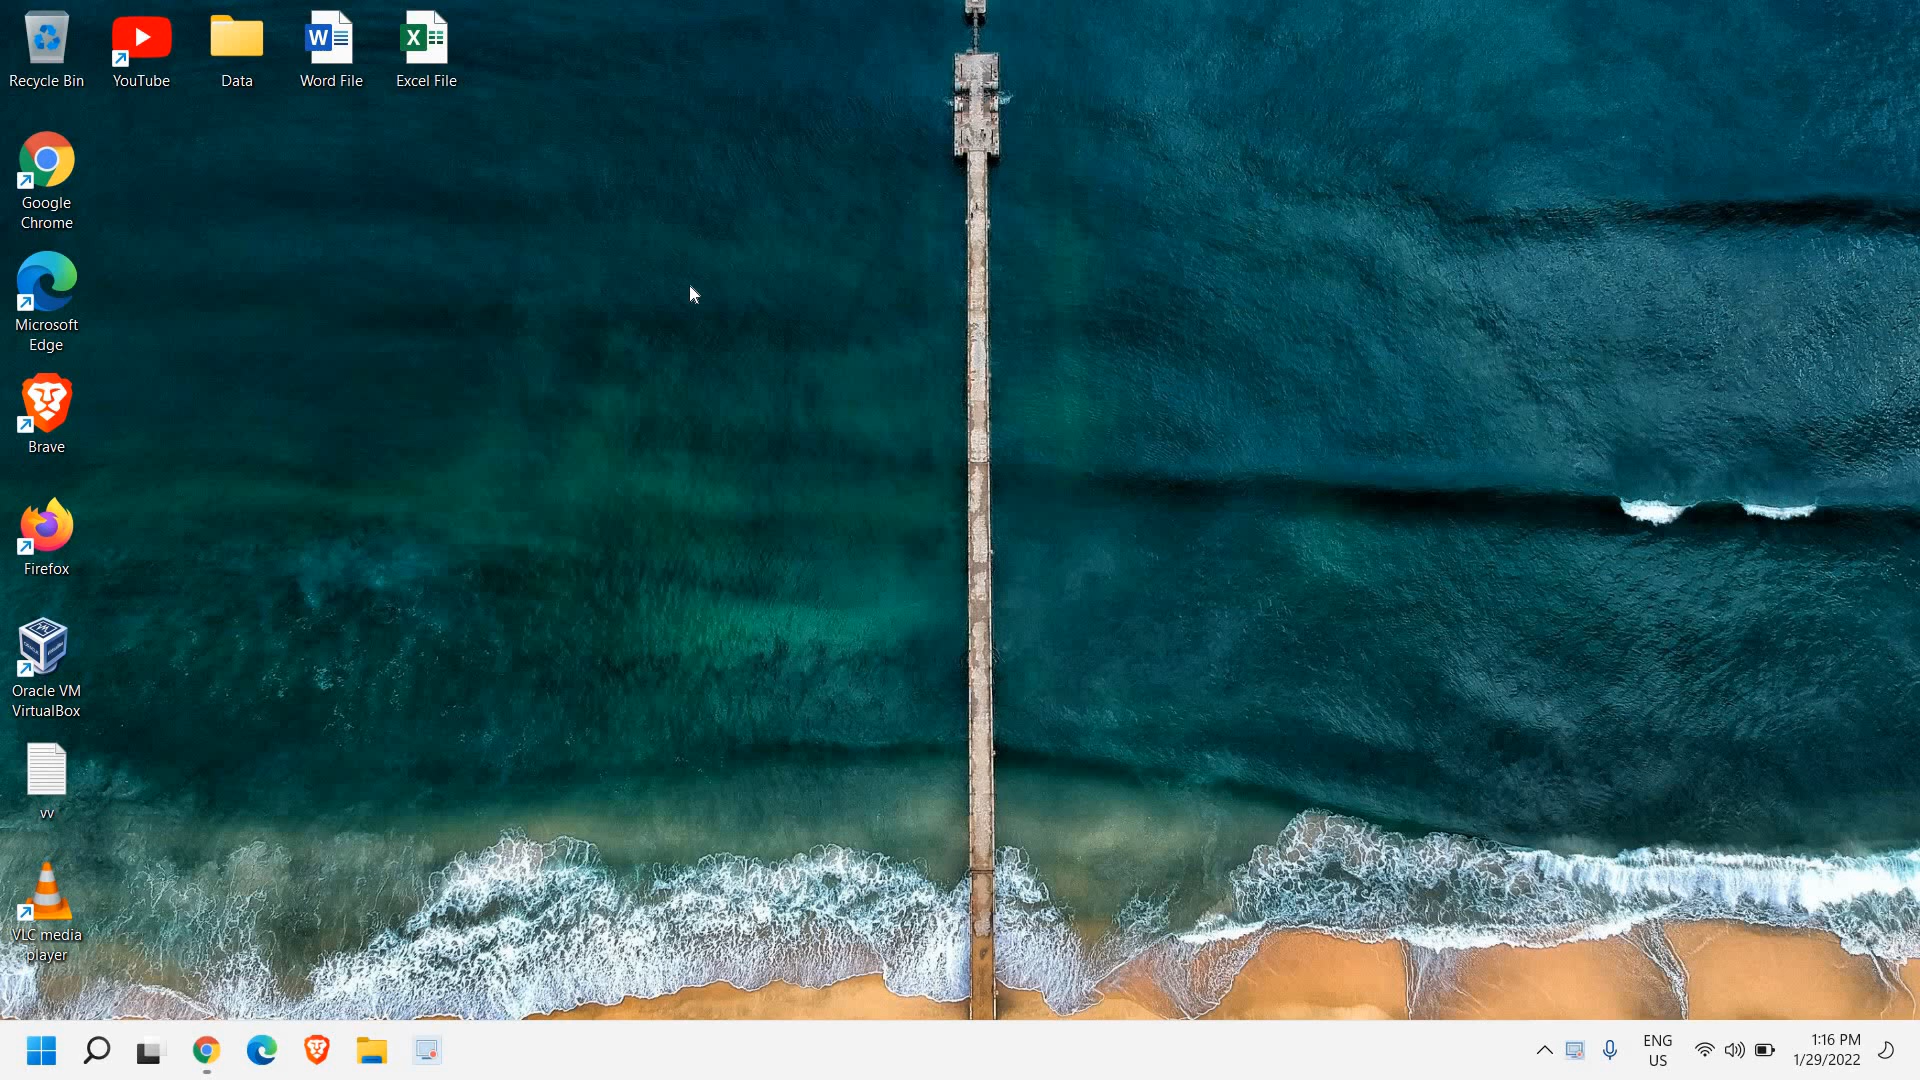 Recycle Bin
YouTube
Data
Word File
Excel File
Google
Chrome
Microsoft
Edge
Brave
Firefox
Oracle VM
VirtualBox
vv
VLC media
player
ENG
US
1:16 PM
1/29/2022